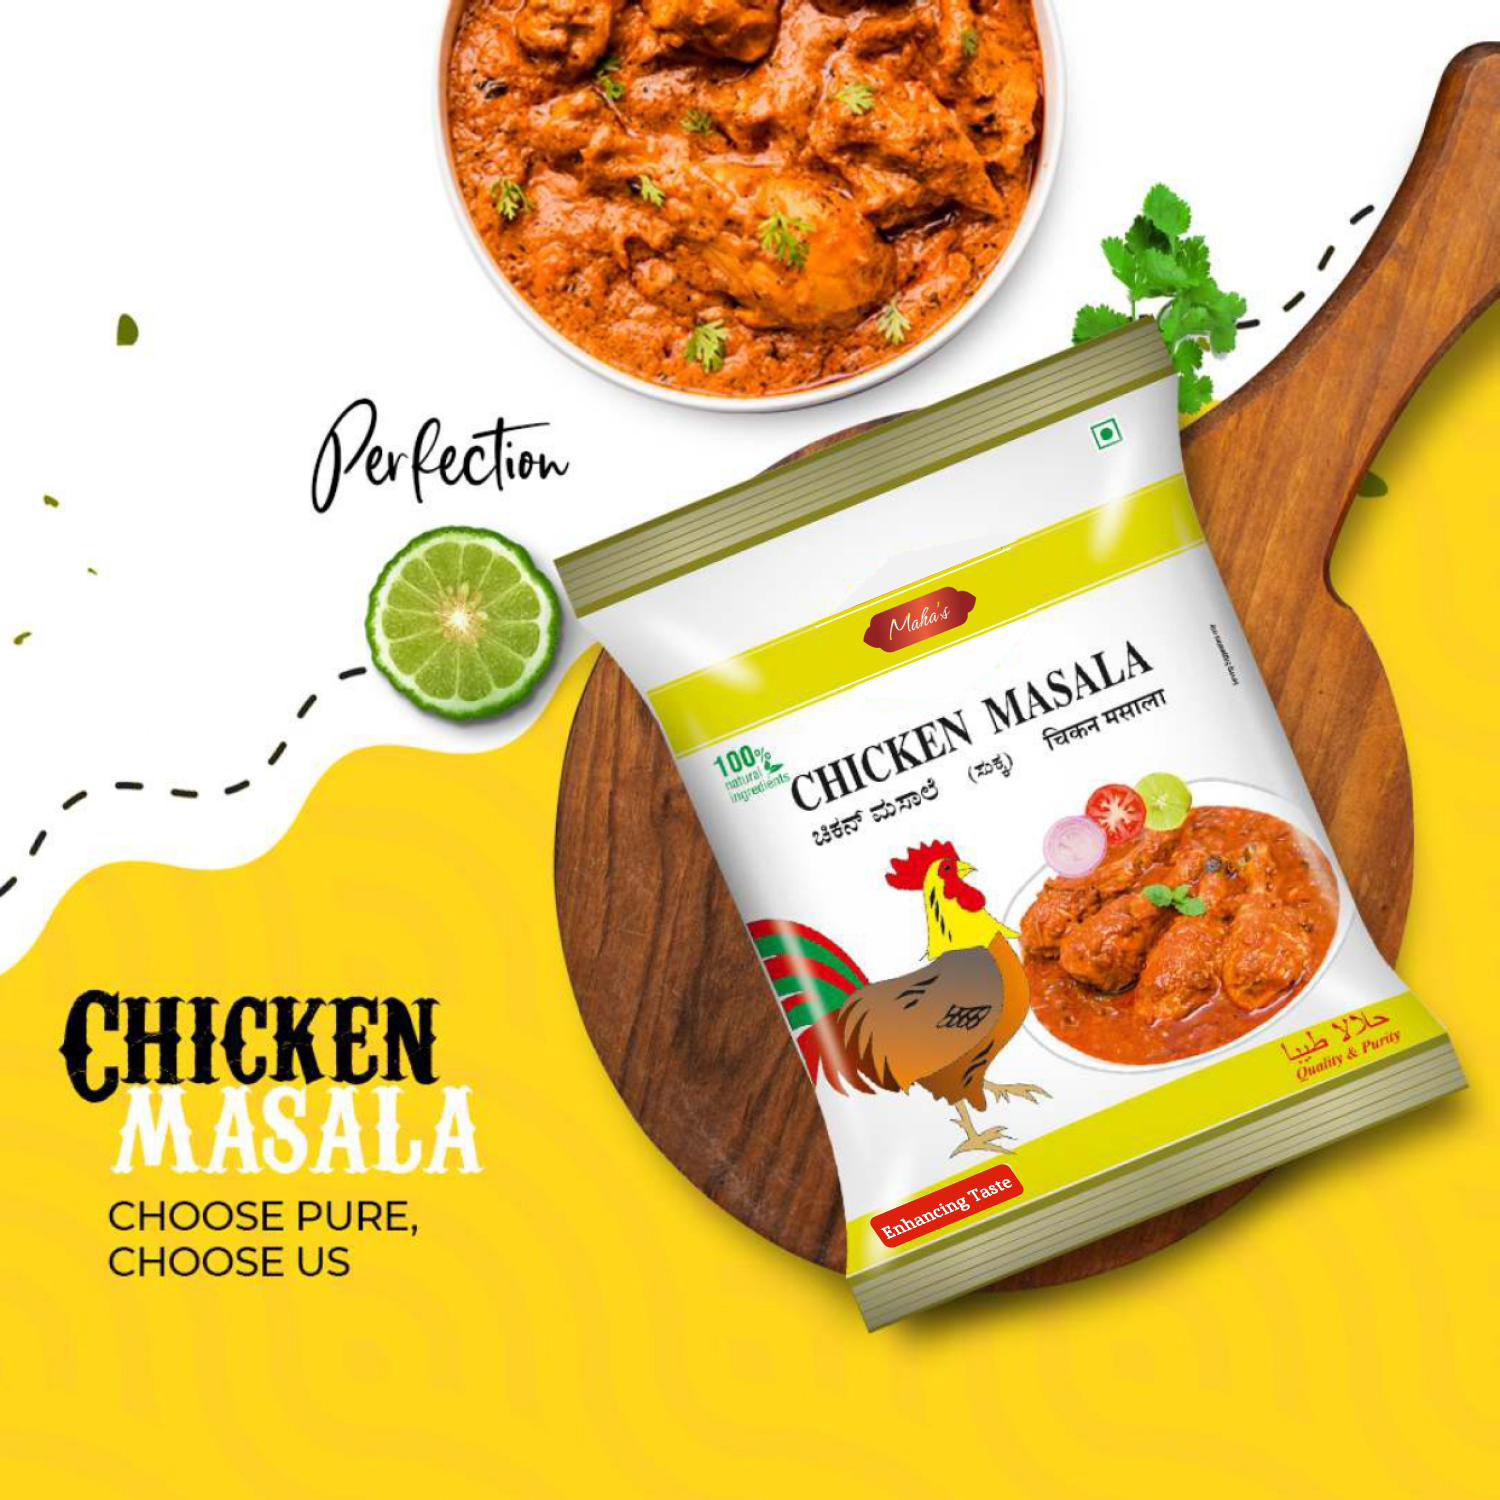 Perfection
Maha's
CHICKEN MASALA
ಚಿಕನ್ ಮಸಾಲೆ (ಸುಕ್ಕ) चिकन मसाला
100%
natural
ingredients
حلالا طيبا
Quality & Purity
Enhancing Taste
CHICKEN
MASALA
CHOOSE PURE,
CHOOSE US